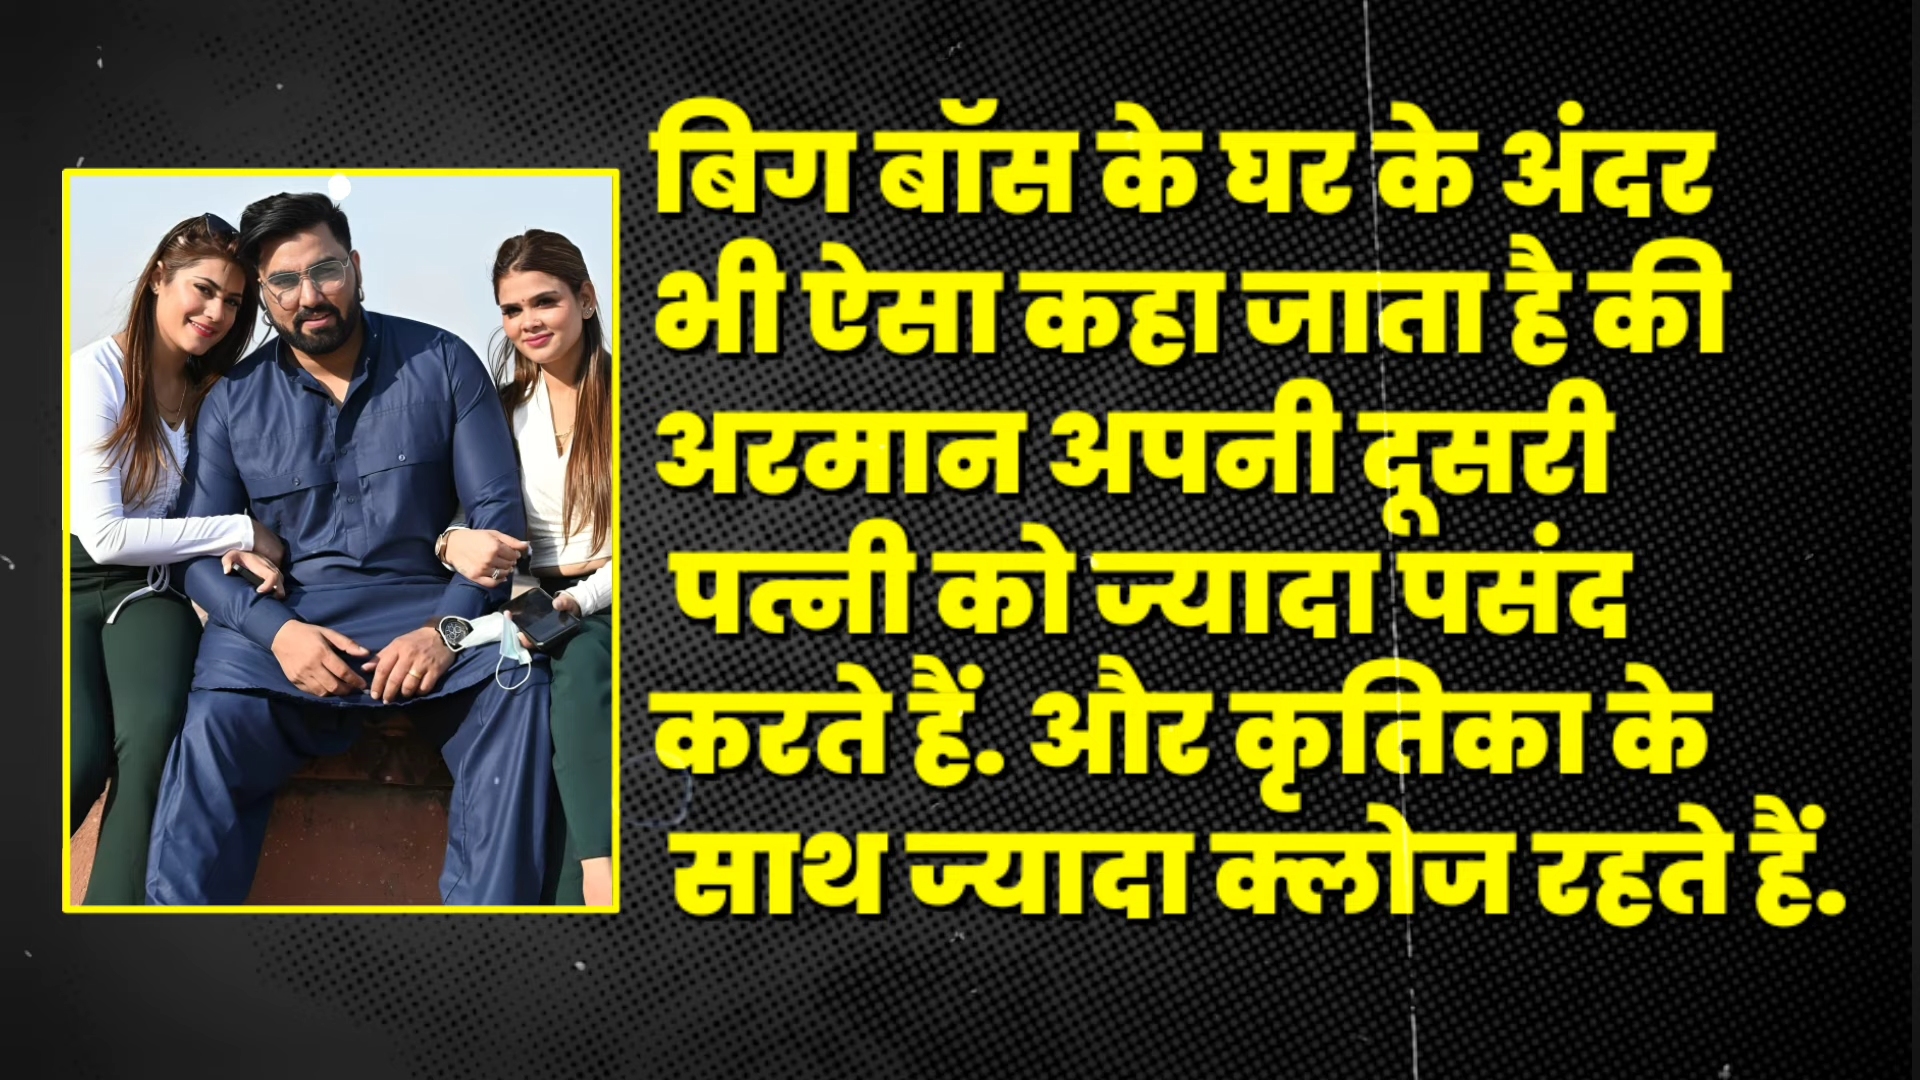 बिग बॉस के घर के अंदर
भी ऐसा कहा जाता है की
अरमान अपनी दूसरी
पत्नी को ज्यादा पसंद
करते हैं. और कृतिका के
साथ ज्यादा क्लोज रहते हैं.